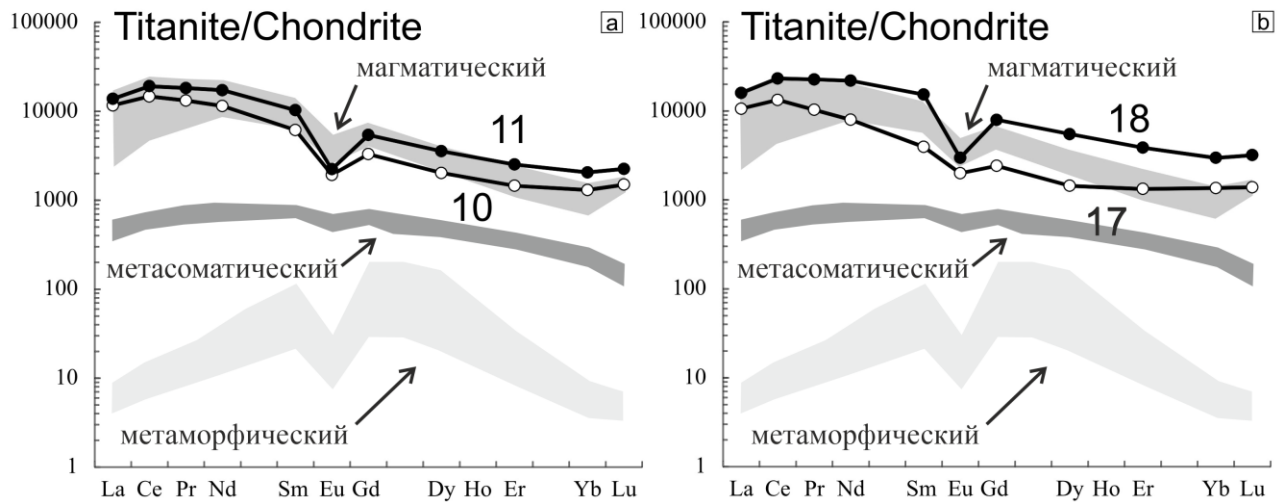 Titanite/Chondrite
a
100000
10000
1000
100
10
1
магматический
11
10
метасоматический
метаморфический
La Ce Pr Nd Sm Eu Gd Dy Ho Er Yb Lu
Titanite/Chondrite
b
100000
10000
1000
100
10
1
магматический
18
17
метасоматический
метаморфический
La Ce Pr Nd Sm Eu Gd Dy Ho Er Yb Lu